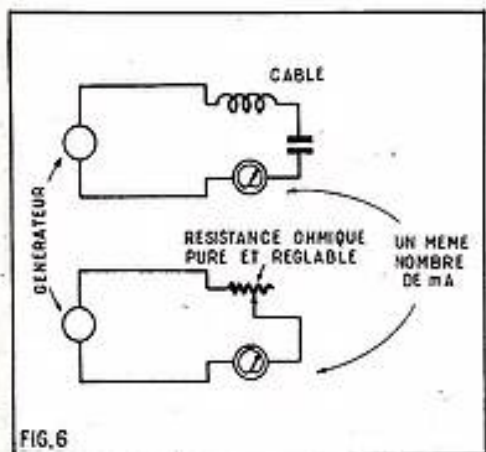 CABLE
GENERATEUR
RESISTANCE OHMIQUE
PURE ET REGLABLE
UN MEME
NOMBRE
DE mA
FIG.6